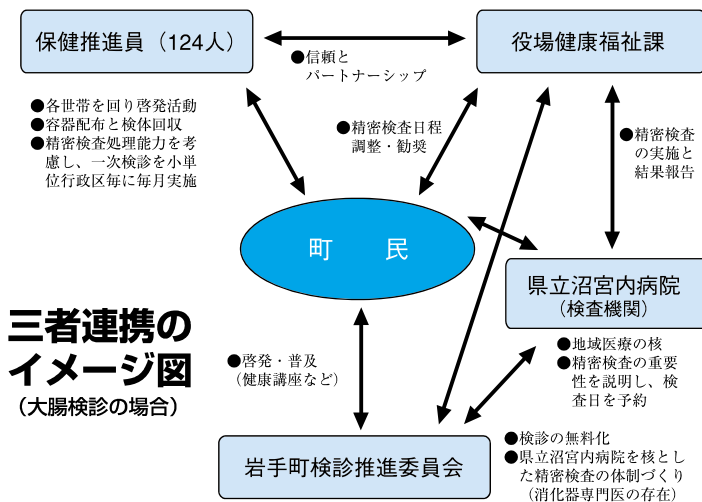 保健推進員（124人）
役場健康福祉課
●信頼と
パートナーシップ
●各世帯を回り啓発活動
●容器配布と検体回収
●精密検査処理能力を考
慮し、一次検診を小単
位行政区毎に毎月実施
●精密検査日程
調整・勧奨
●精密検査
の実施と
結果報告
町　民
県立沼宮内病院
（検査機関）
三者連携の
イメージ図
（大腸検診の場合）
●啓発・普及
（健康講座など）
●地域医療の核
●精密検査の重要
性を説明し、検
査日を予約
岩手町検診推進委員会
●検診の無料化
●県立沼宮内病院を核とし
た精密検査の体制づくり
（消化器専門医の存在）